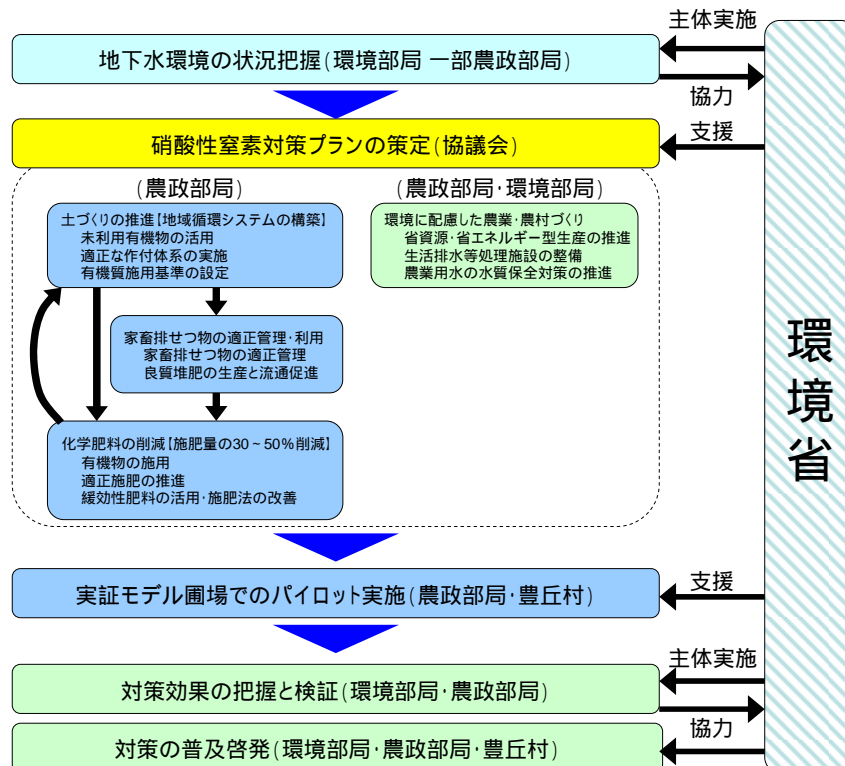 主体実施
地下水環境の状況把握(環境部局 一部農政部局)
協力
硝酸性窒素対策プランの策定(協議会)
支援
(農政部局)
(農政部局・環境部局)
土づくりの推進【地域循環システムの構築】
未利用有機物の活用
適正な作付体系の実施
有機質施用基準の設定
環境に配慮した農業・農村づくり
省資源・省エネルギー型生産の推進
生活排水等処理施設の整備
農業用水の水質保全対策の推進
家畜排せつ物の適正管理・利用
家畜排せつ物の適正管理
良質堆肥の生産と流通促進
化学肥料の削減【施肥量の30~50%削減】
有機物の施用
適正施肥の推進
緩効性肥料の活用・施肥法の改善
環境省
実証モデル圃場でのパイロット実施(農政部局・豊丘村)
支援
主体実施
対策効果の把握と検証(環境部局・農政部局)
協力
対策の普及啓発(環境部局・農政部局・豊丘村)